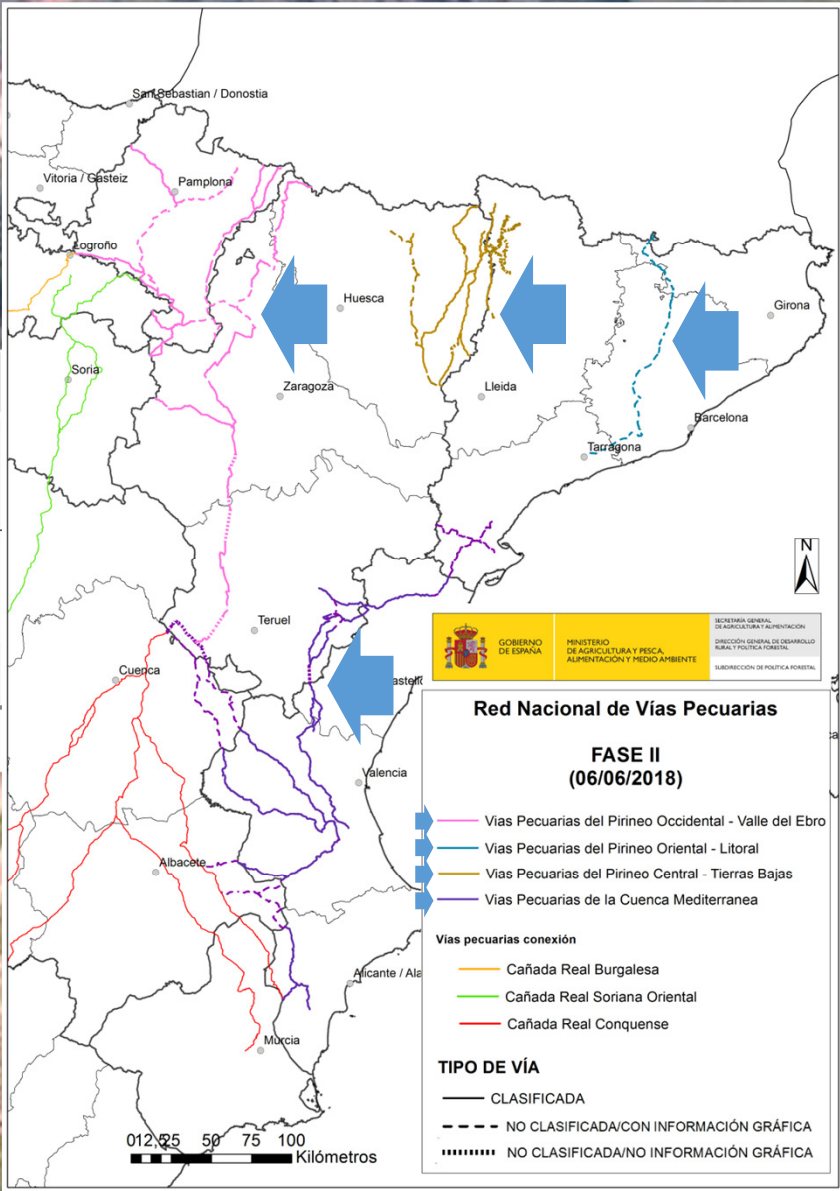 San Sebastian / Donostia
Vitoria / Gasteiz
Pamplona
Logroño
Huesca
Girona
Soria
Zaragoza
Lleida
Barcelona
Tarragona
N
Teruel
Cuenca
astelló
Valencia
Albacete
Alicante / Ala
Murcia
GOBIERNO
DE ESPAÑA
MINISTERIO
DE AGRICULTURA Y PESCA,
ALIMENTACIÓN Y MEDIO AMBIENTE
SECRETARÍA GENERAL
DE AGRICULTURA Y ALIMENTACIÓN
DIRECCIÓN GENERAL DE DESARROLLO
RURAL Y POLÍTICA FORESTAL
SUBDIRECCIÓN DE POLÍTICA FORESTAL
Red Nacional de Vías Pecuarias
FASE II
(06/06/2018)
Vias Pecuarias del Pirineo Occidental - Valle del Ebro
Vias Pecuarias del Pirineo Oriental - Litoral
Vias Pecuarias del Pirineo Central - Tierras Bajas
Vias Pecuarias de la Cuenca Mediterranea
Vías pecuarias conexión
Cañada Real Burgalesa
Cañada Real Soriana Oriental
Cañada Real Conquense
TIPO DE VÍA
CLASIFICADA
NO CLASIFICADA/CON INFORMACIÓN GRÁFICA
NO CLASIFICADA/NO INFORMACIÓN GRÁFICA
50 75 100
Kilómetros